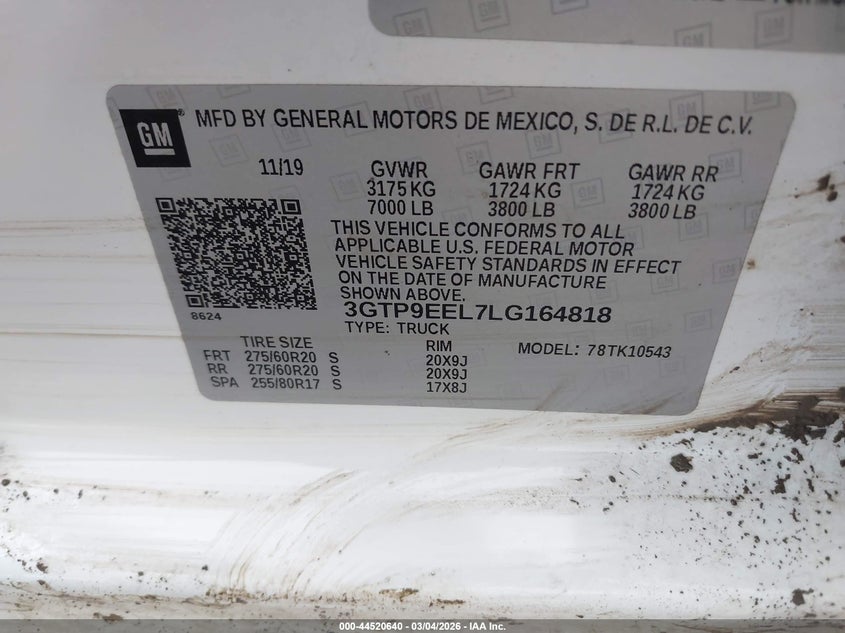 GM
MFD BY GENERAL MOTORS DE MEXICO, S. DE R.L. DE C.V.
11/19 GVWR GAWR FRT GAWR RR
3175 KG 1724 KG 1724 KG
7000 LB 3800 LB 3800 LB
THIS VEHICLE CONFORMS TO ALL
APPLICABLE U.S. FEDERAL MOTOR
VEHICLE SAFETY STANDARDS IN EFFECT
ON THE DATE OF MANUFACTURE
SHOWN ABOVE.
8624
3GTP9EEL7LG164818
TYPE: TRUCK
TIRE SIZE RIM MODEL: 78TK10543
FRT 275/60R20 S 20X9J
RR 275/60R20 S 20X9J
SPA 255/80R17 S 17X8J
000-44520640 - 03/04/2026 - IAA Inc.